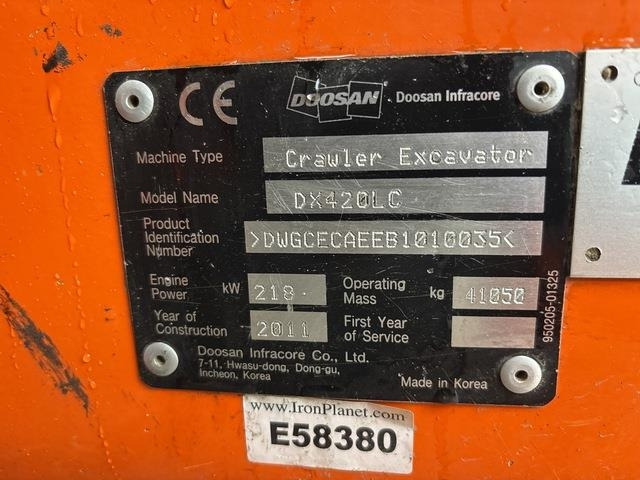 CE DOOSAN Doosan Infracore
Machine Type Crawler Excavator
Model Name DX420LC
Product
Identification
Number >DWGCECAEEB1010035<
Engine
Power kW 218 Operating
Mass kg 41050
Year of
Construction 2011 First Year
of Service
Doosan Infracore Co., Ltd.
7-11, Hwasu-dong, Dong-gu,
Incheon, Korea
Made in Korea
950205-01325
www.IronPlanet.com
E58380